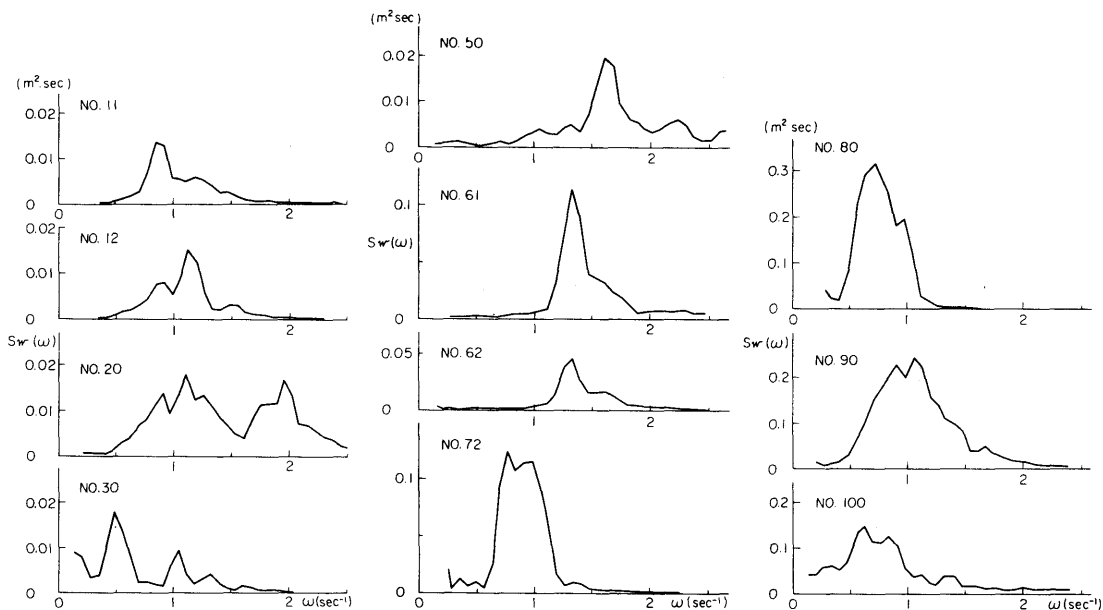 (m².sec)
NO. 11
0.02
0.01
0
0
1
2
NO. 12
0.02
0.01
0
1
2
Sw(ω)
NO. 20
0.02
0.01
0
1
2
NO.30
0.02
0.01
0
0
1
2
ω(sec⁻¹)
(m².sec)
NO. 50
0.02
0.01
0
1
2
NO. 61
0.1
Sw(ω)
0
1
2
NO. 62
0.05
0
1
2
NO.72
0.1
0
0
1
2
ω(sec⁻¹)
(m² sec)
NO. 80
0.3
0.2
0.1
0
0
1
2
Sw(ω)
NO. 90
0.2
0.1
0
1
2
NO. 100
0.2
0.1
0
0
1
2
ω(sec⁻¹)